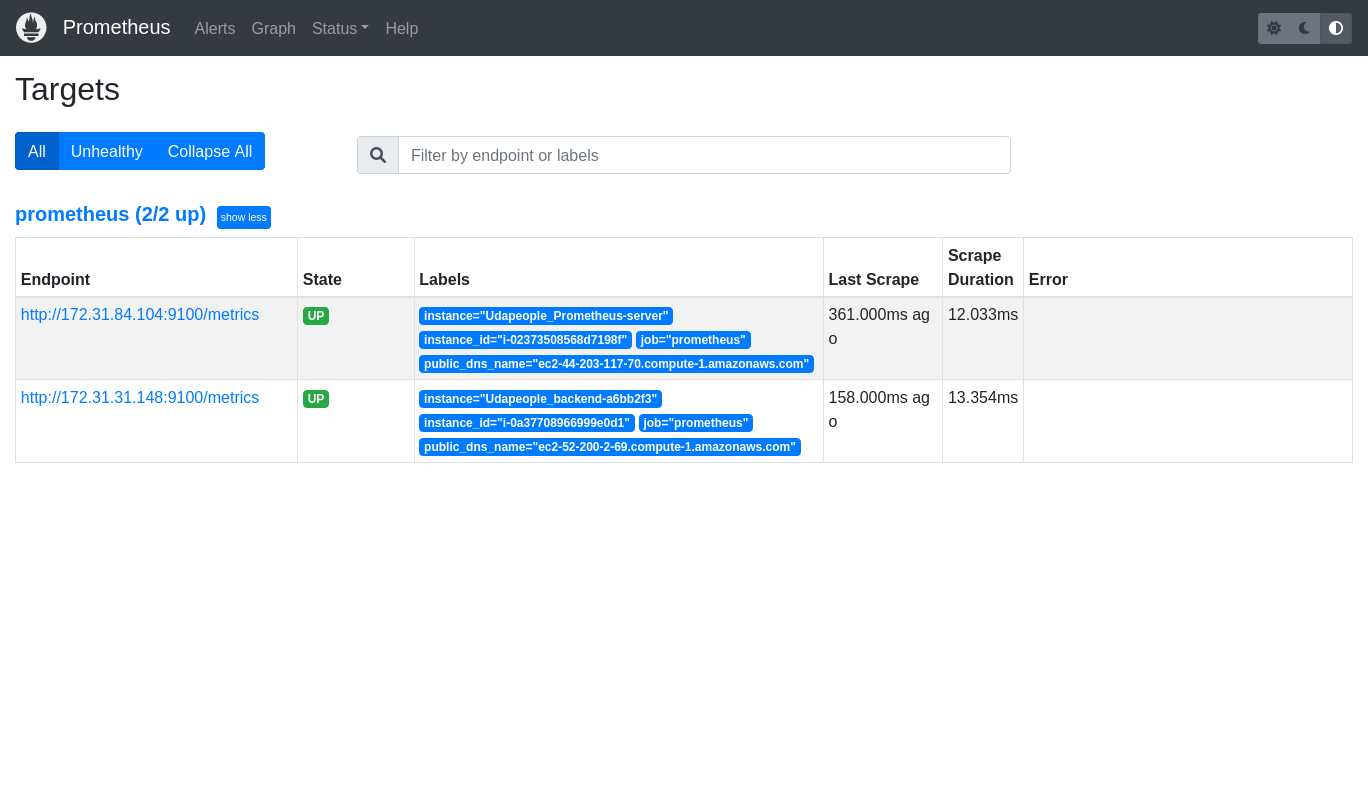 Prometheus Alerts Graph Status Help
Targets
All Unhealthy Collapse All
Filter by endpoint or labels
prometheus (2/2 up) show less
Endpoint State Labels Last Scrape Scrape Duration Error
http://172.31.84.104:9100/metrics UP instance="Udapeople_Prometheus-server" 361.000ms ago 12.033ms
instance_id="i-02373508568d7198f" job="prometheus"
public_dns_name="ec2-44-203-117-70.compute-1.amazonaws.com"
http://172.31.31.148:9100/metrics UP instance="Udapeople_backend-a6bb2f3" 158.000ms ago 13.354ms
instance_id="i-0a37708966999e0d1" job="prometheus"
public_dns_name="ec2-52-200-2-69.compute-1.amazonaws.com"